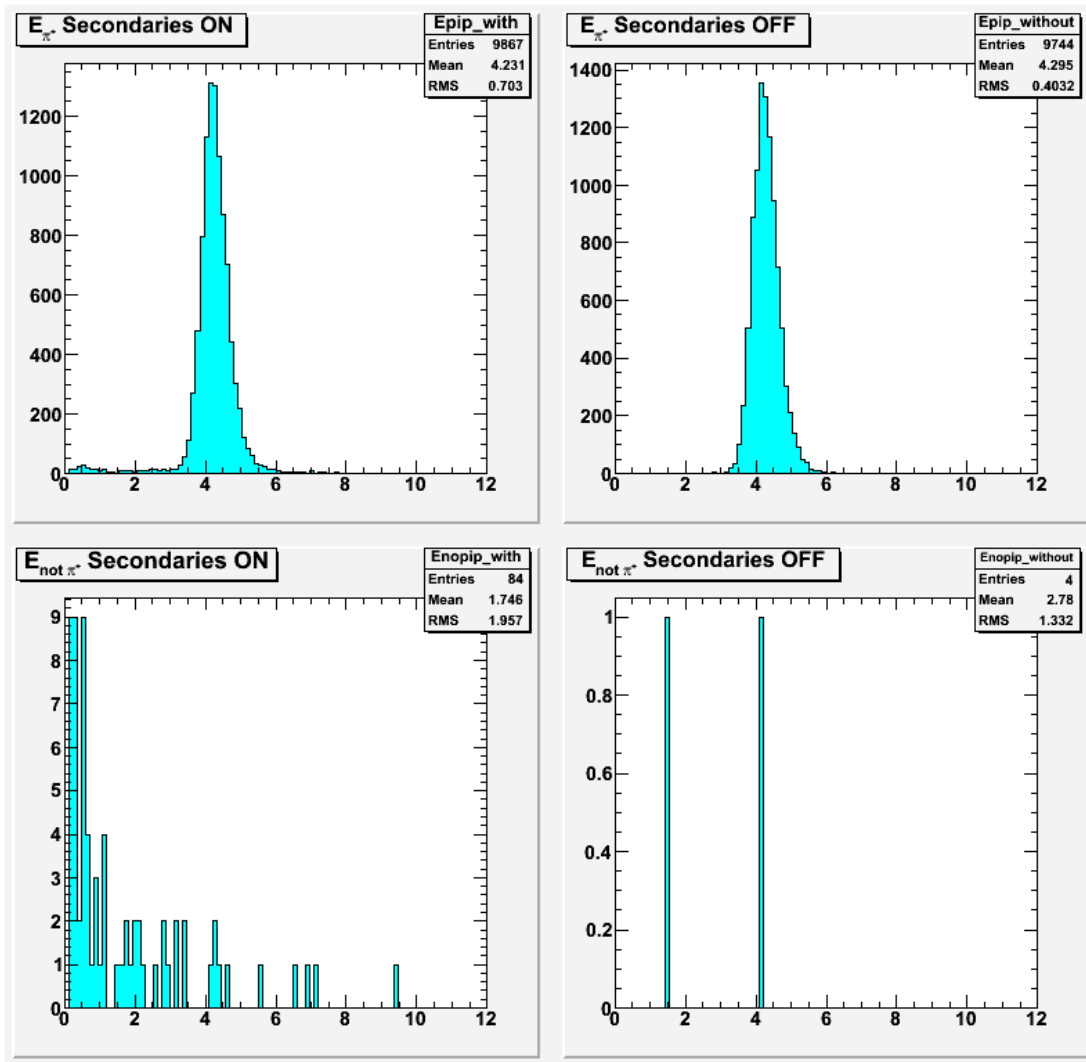 E_π⁺ Secondaries ON
Epip_with
Entries 9867
Mean 4.231
RMS 0.703
1200
1000
800
600
400
200
0
0 2 4 6 8 10 12
E_π⁺ Secondaries OFF
Epip_without
Entries 9744
Mean 4.295
RMS 0.4032
1400
1200
1000
800
600
400
200
0
0 2 4 6 8 10 12
E_not π⁺ Secondaries ON
Enopip_with
Entries 84
Mean 1.746
RMS 1.957
9
8
7
6
5
4
3
2
1
0
0 2 4 6 8 10 12
E_not π⁺ Secondaries OFF
Enopip_without
Entries 4
Mean 2.78
RMS 1.332
1
0.8
0.6
0.4
0.2
0
0 2 4 6 8 10 12